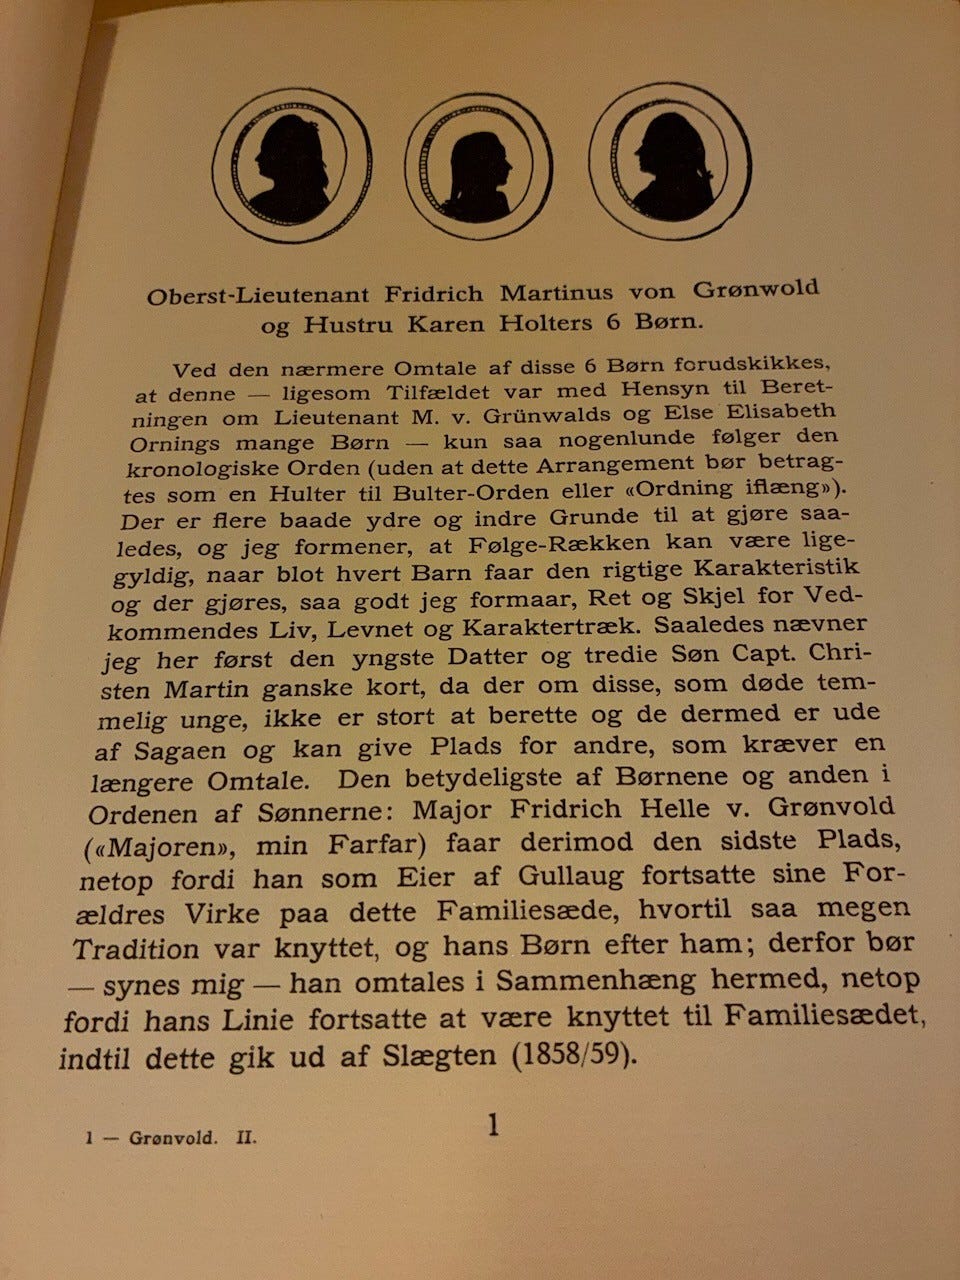 Oberst-Lieutenant Fridrich Martinus von Grønwold
og Hustru Karen Holters 6 Børn.
Ved den nærmere Omtale af disse 6 Børn forudskikkes,
at denne — ligesom Tilfældet var med Hensyn til Beret-
ningen om Lieutenant M. v. Grünwalds og Else Elisabeth
Ornings mange Børn — kun saa nogenlunde følger den
kronologiske Orden (uden at dette Arrangement bør betrag-
tes som en Hulter til Bulter-Orden eller «Ordning iflæng»).
Der er flere baade ydre og indre Grunde til at gjøre saa-
ledes, og jeg formener, at Følge-Rækken kan være lige-
gyldig, naar blot hvert Barn faar den rigtige Karakteristik
og der gjøres, saa godt jeg formaar, Ret og Skjel for Ved-
kommendes Liv, Levnet og Karaktertræk. Saaledes nævner
jeg her først den yngste Datter og tredie Søn Capt. Chri-
sten Martin ganske kort, da der om disse, som døde tem-
melig unge, ikke er stort at berette og de dermed er ude
af Sagaen og kan give Plads for andre, som kræver en
længere Omtale. Den betydeligste af Børnene og anden i
Ordenen af Sønnerne: Major Fridrich Helle v. Grønvold
(«Majoren», min Farfar) faar derimod den sidste Plads,
netop fordi han som Eier af Gullaug fortsatte sine For-
ældres Virke paa dette Familiesæde, hvortil saa megen
Tradition var knyttet, og hans Børn efter ham; derfor bør
— synes mig — han omtales i Sammenhæng hermed, netop
fordi hans Linie fortsatte at være knyttet til Familiesædet,
indtil dette gik ud af Slægten (1858/59).
1 — Grønvold. II.
1